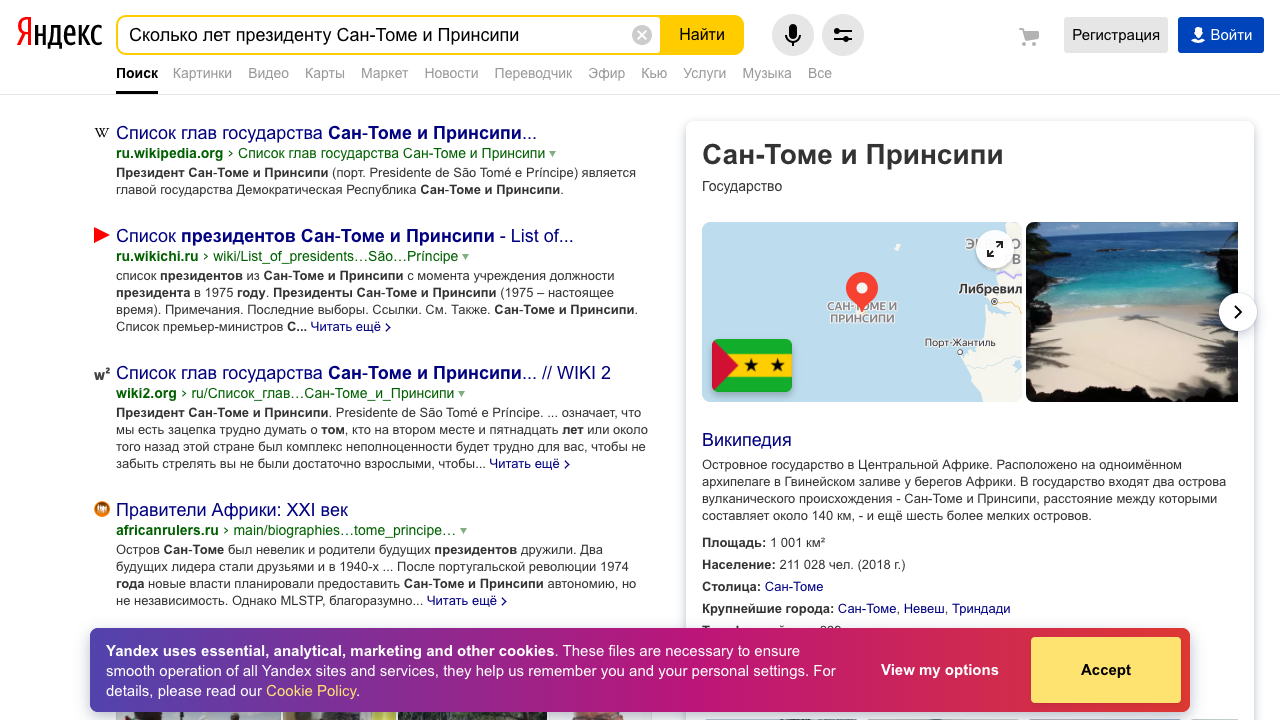 Яндекс
Сколько лет президенту Сан-Томе и Принсипи
Найти
Регистрация
Войти
Поиск Картинки Видео Карты Маркет Новости Переводчик Эфир Кью Услуги Музыка Все
Список глав государства Сан-Томе и Принсипи...
ru.wikipedia.org › Список глав государства Сан-Томе и Принсипи
Президент Сан-Томе и Принсипи (порт. Presidente de São Tomé e Príncipe) является
главой государства Демократическая Республика Сан-Томе и Принсипи.
Список президентов Сан-Томе и Принсипи - List of...
ru.wikichi.ru › wiki/List_of_presidents…São…Príncipe
список президентов из Сан-Томе и Принсипи с момента учреждения должности
президента в 1975 году. Президенты Сан-Томе и Принсипи (1975 – настоящее
время). Примечания. Последние выборы. Ссылки. См. Также. Сан-Томе и Принсипи.
Список премьер-министров С... Читать ещё ›
Список глав государства Сан-Томе и Принсипи... // WIKI 2
wiki2.org › ru/Список_глав…Сан-Томе_и_Принсипи
Президент Сан-Томе и Принсипи. Presidente de São Tomé e Príncipe. ... означает, что
мы есть зацепка трудно думать о том, кто на втором месте и пятнадцать лет или около
того назад этой стране был комплекс неполноценности будет трудно для вас, чтобы не
забыть стрелять вы не были достаточно взрослыми, чтобы... Читать ещё ›
Правители Африки: XXI век
africanrulers.ru › main/biographies…tome_principe…
Остров Сан-Томе был невелик и родители будущих президентов дружили. Два
будущих лидера стали друзьями и в 1940-х ... После португальской революции 1974
года новые власти планировали предоставить Сан-Томе и Принсипи автономию, но
не независимость. Однако MLSTP, благоразумно... Читать ещё ›
Сан-Томе и Принсипи
Государство
Либревил
САН-ТОМЕ И
ПРИНСИПИ
Порт-Жантиль
Википедия
Островное государство в Центральной Африке. Расположено на одноимённом
архипелаге в Гвинейском заливе у берегов Африки. В государство входят два острова
вулканического происхождения - Сан-Томе и Принсипи, расстояние между которыми
составляет около 140 км, - и ещё шесть более мелких островов.
Площадь: 1 001 км²
Население: 211 028 чел. (2018 г.)
Столица: Сан-Томе
Крупнейшие города: Сан-Томе, Невеш, Триндади
Yandex uses essential, analytical, marketing and other cookies. These files are necessary to ensure
smooth operation of all Yandex sites and services, they help us remember you and your personal settings. For
details, please read our Cookie Policy.
View my options
Accept